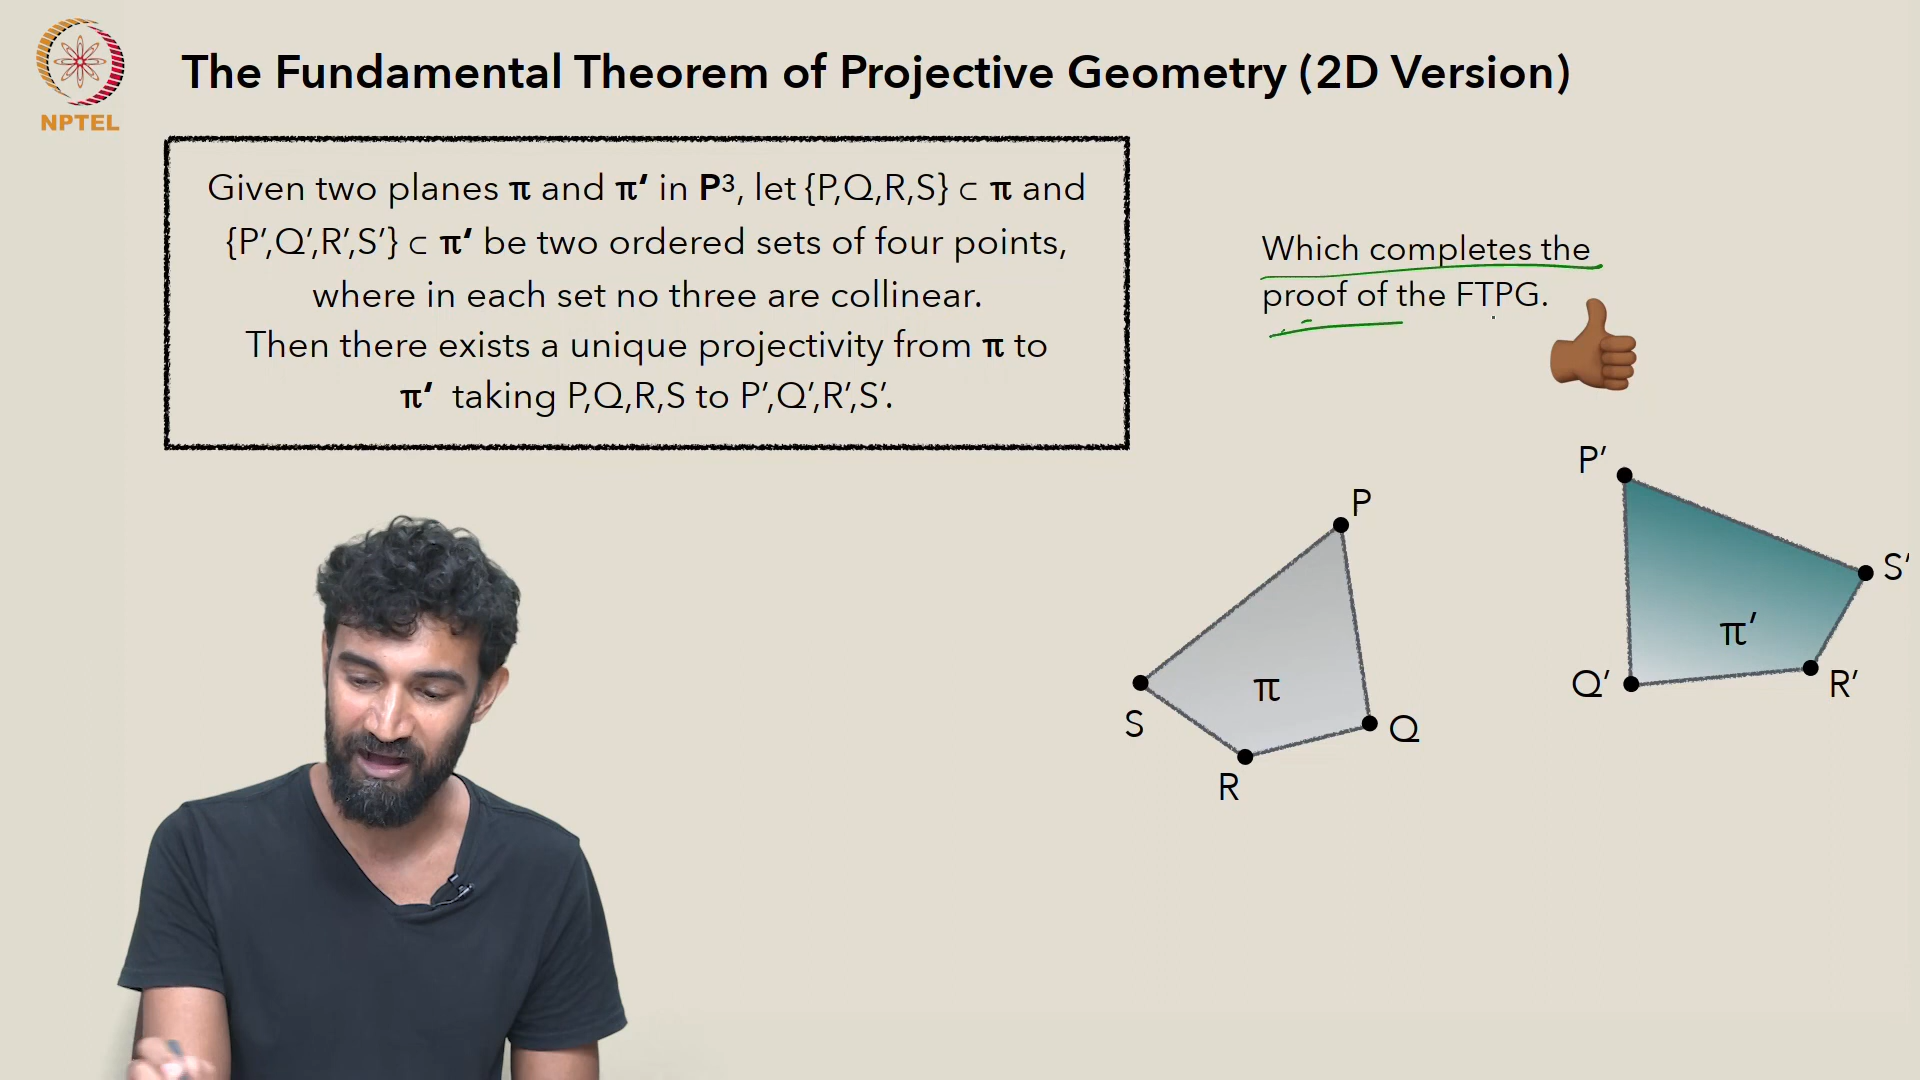 The Fundamental Theorem of Projective Geometry (2D Version)
NPTEL
Given two planes π and π′ in P³, let {P,Q,R,S} ⊂ π and
{P′,Q′,R′,S′} ⊂ π′ be two ordered sets of four points,
where in each set no three are collinear.
Then there exists a unique projectivity from π to
π′ taking P,Q,R,S to P′,Q′,R′,S′.
Which completes the
proof of the FTPG.
P′
P
S′
π′
π
Q′
R′
S
Q
R